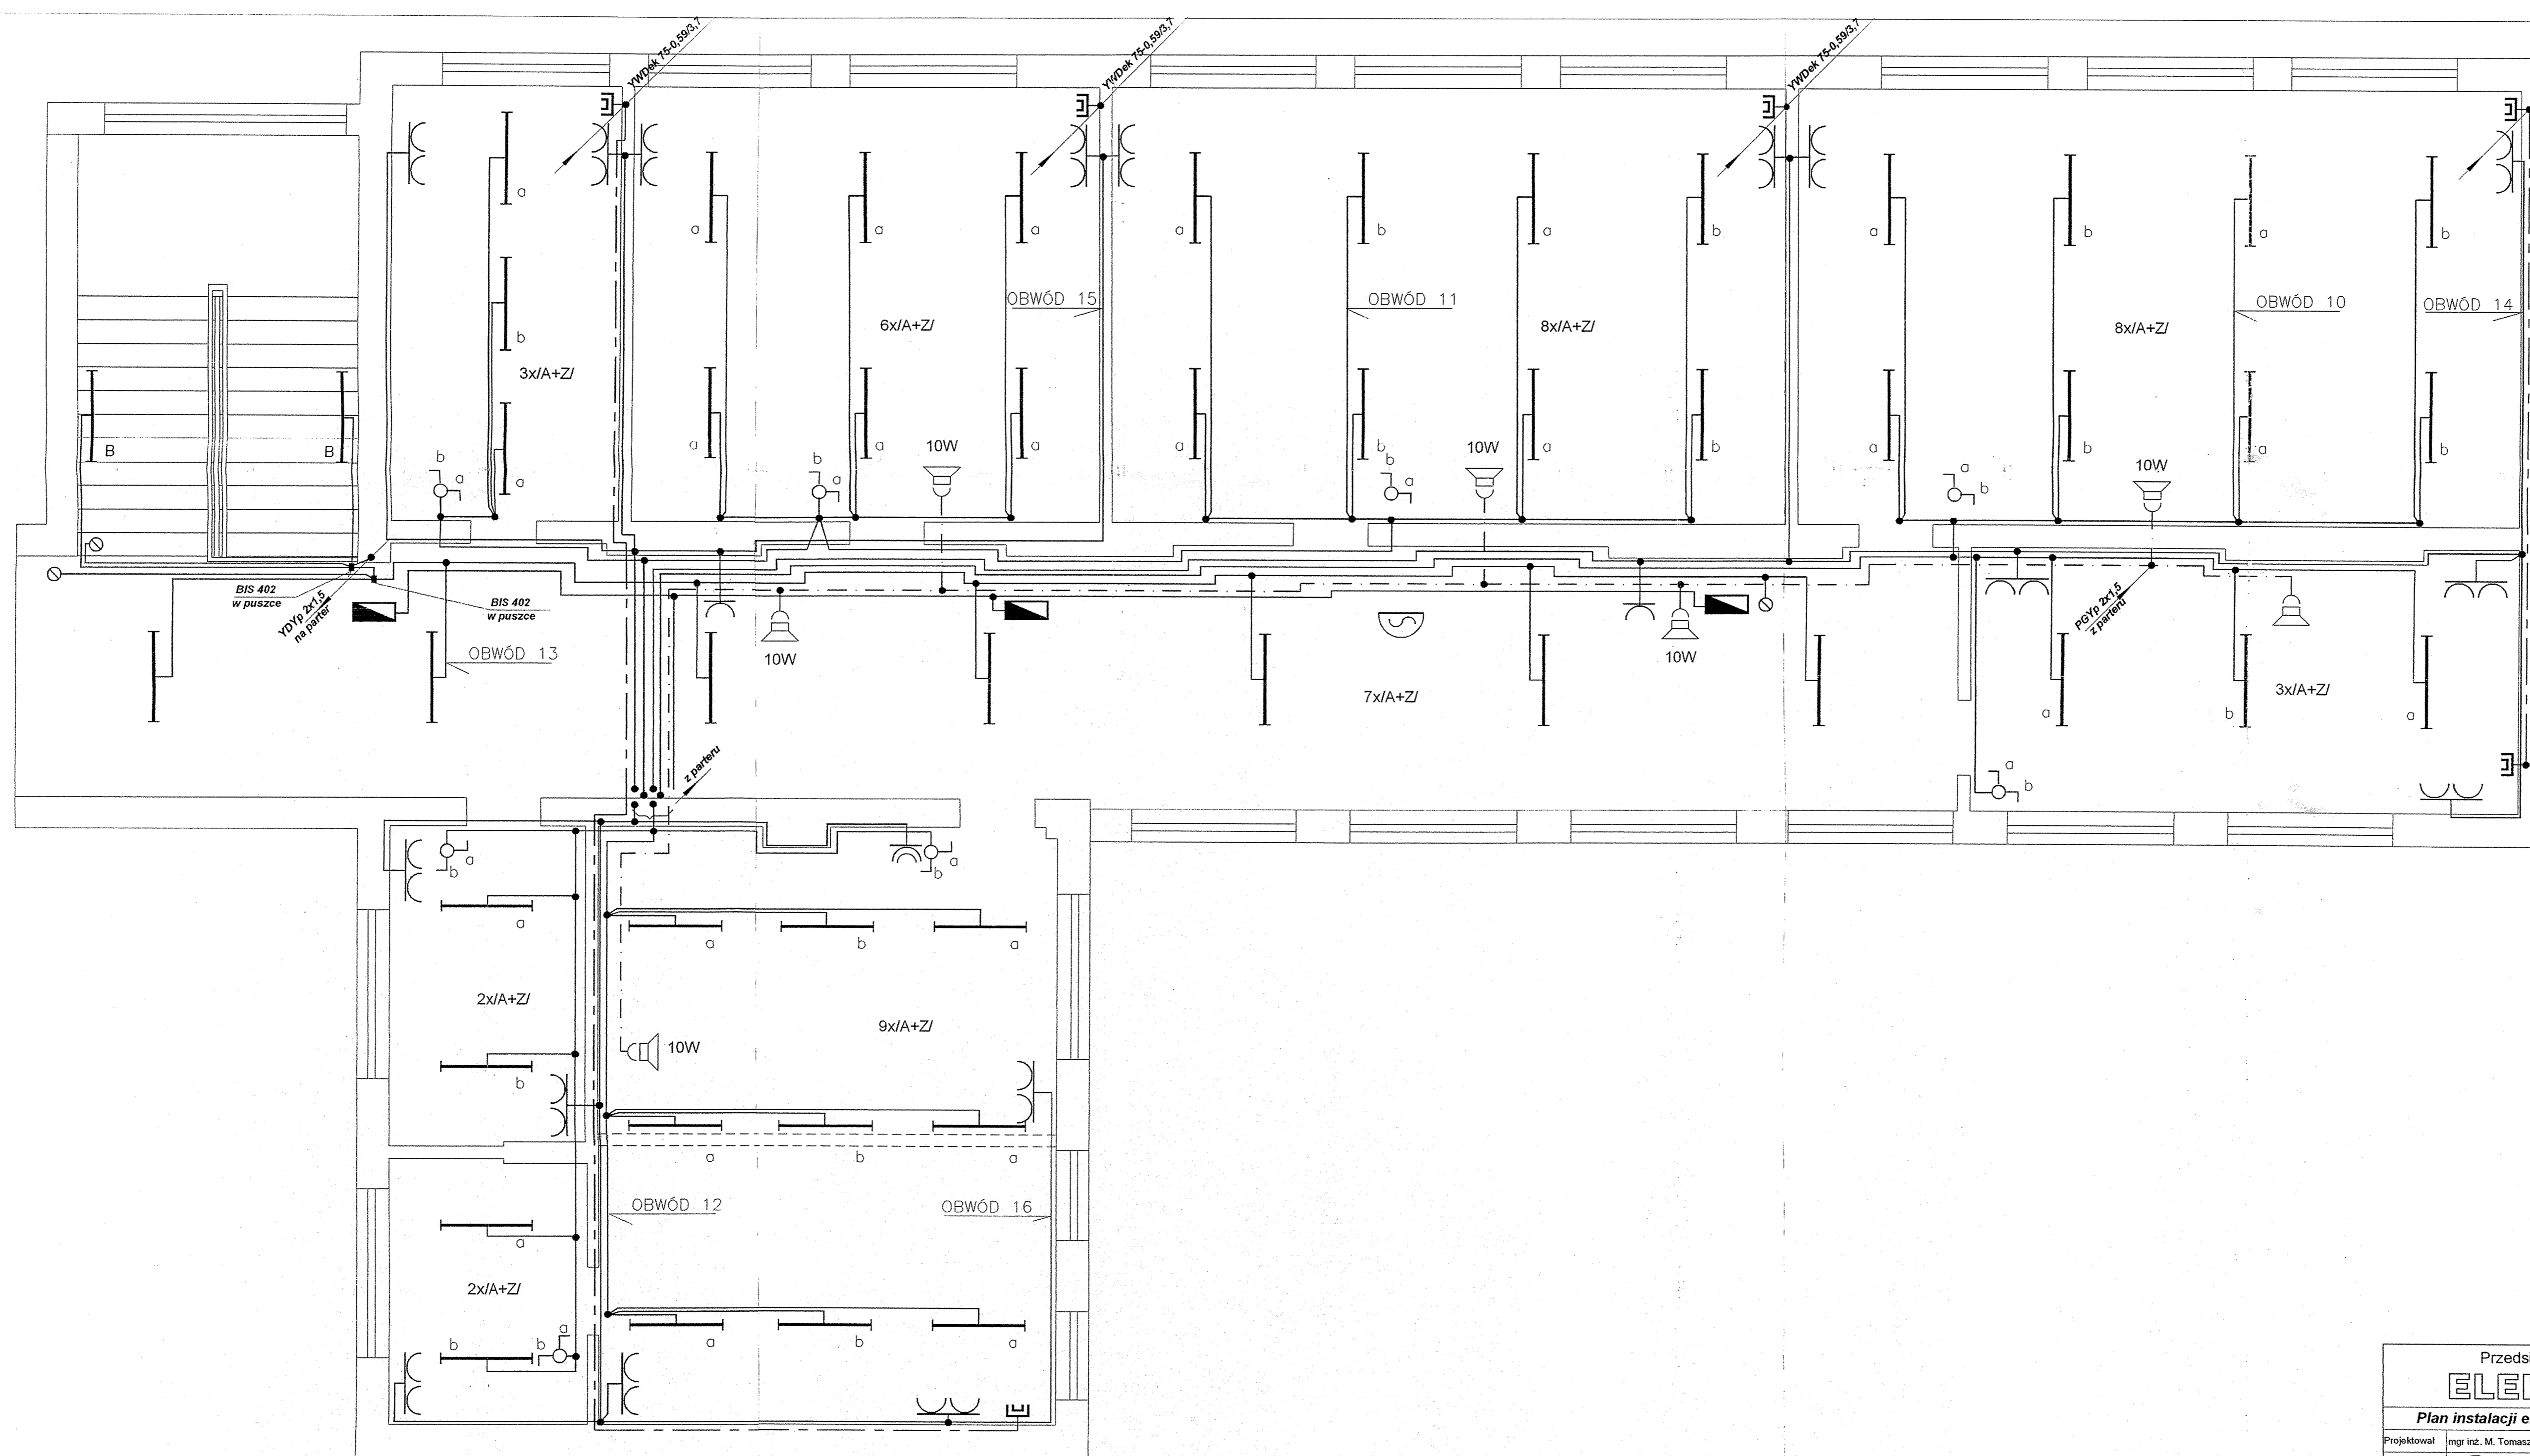 YWDek 75-0,59/3,7
YWDek 75-0,59/3,7
YWDek 75-0,59/3,7
a
a
a
a
a
b
a
b
a
b
a
b
OBWÓD 15
OBWÓD 11
OBWÓD 10
OBWÓD 14
6x/A+Z/
8x/A+Z/
8x/A+Z/
b
3x/A+Z/
B
B
a
a
a
a
b
a
b
a
b
a
b
10W
10W
10W
b
a
b
a
b
a
a
b
BIS 402
w puszce
BIS 402
w puszce
YDYp 2x1,5
na parter
PGYp 2x1,5
z parteru
OBWÓD 13
10W
10W
7x/A+Z/
3x/A+Z/
a
b
a
z parteru
a
b
a
b
a
b
a
a
b
a
2x/A+Z/
9x/A+Z/
10W
b
a
b
a
OBWÓD 12
OBWÓD 16
a
2x/A+Z/
b
b
a
a
b
a
Przedsi
ELE
Plan instalacji e
Projektował
mgr inż. M. Tomasz